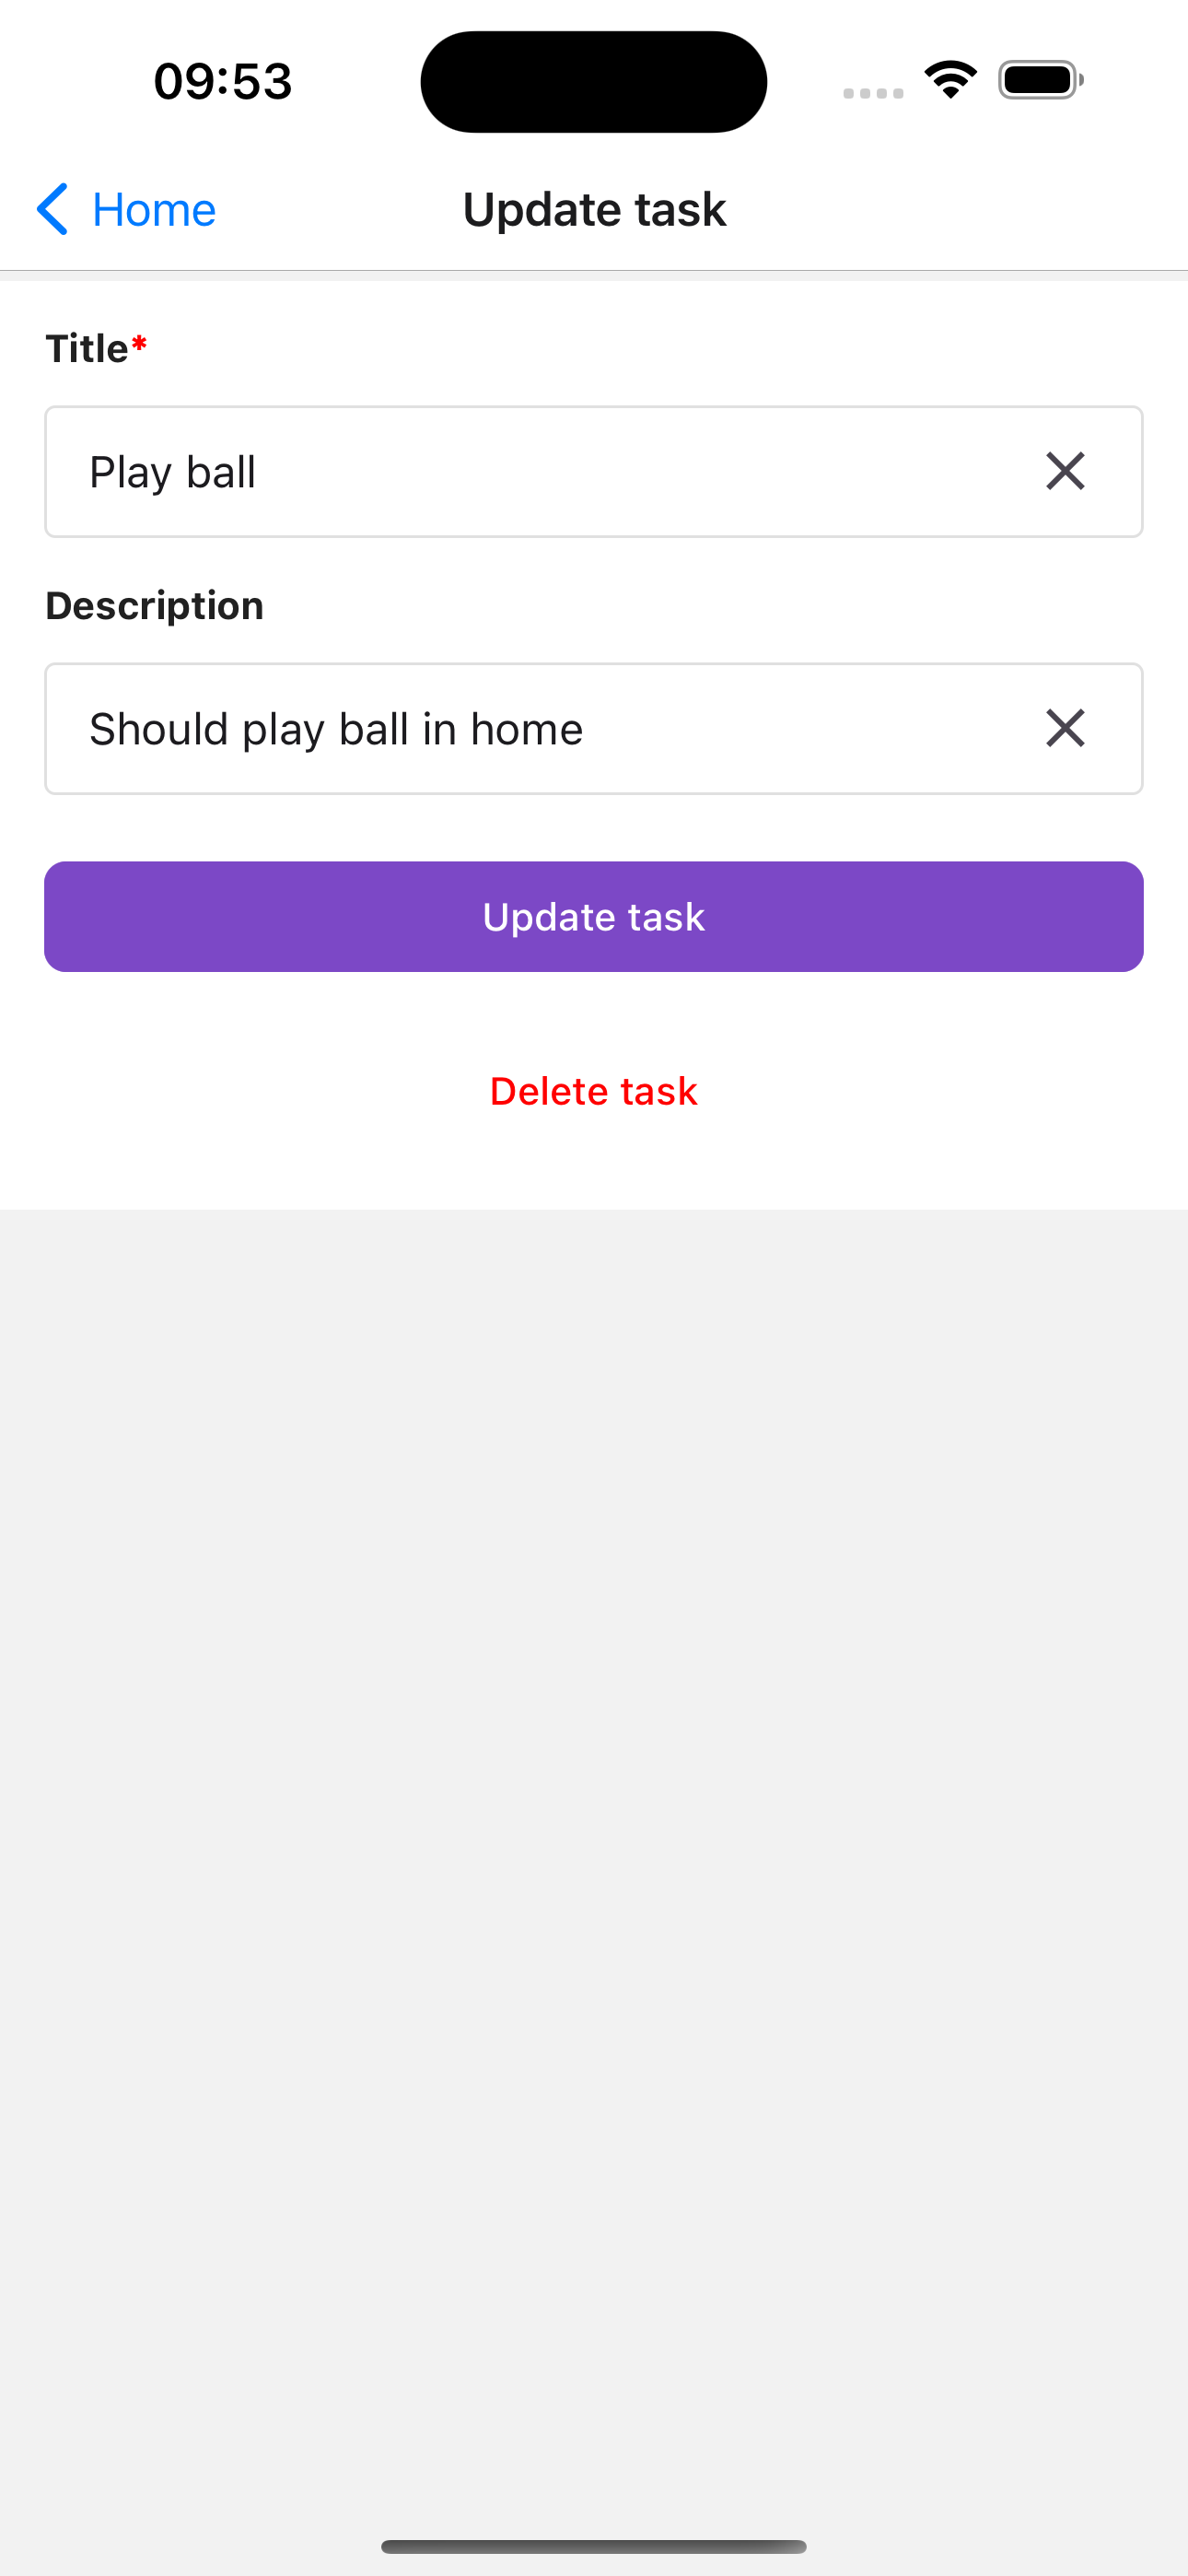 09:53
Home
Update task
Title*
Play ball
Description
Should play ball in home
Update task
Delete task